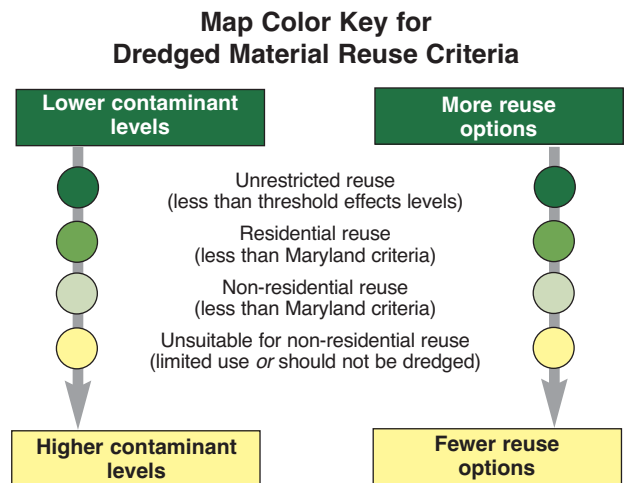 Map Color Key for
Dredged Material Reuse Criteria
Lower contaminant
levels
More reuse
options
Unrestricted reuse
(less than threshold effects levels)
Residential reuse
(less than Maryland criteria)
Non-residential reuse
(less than Maryland criteria)
Unsuitable for non-residential reuse
(limited use or should not be dredged)
Higher contaminant
levels
Fewer reuse
options